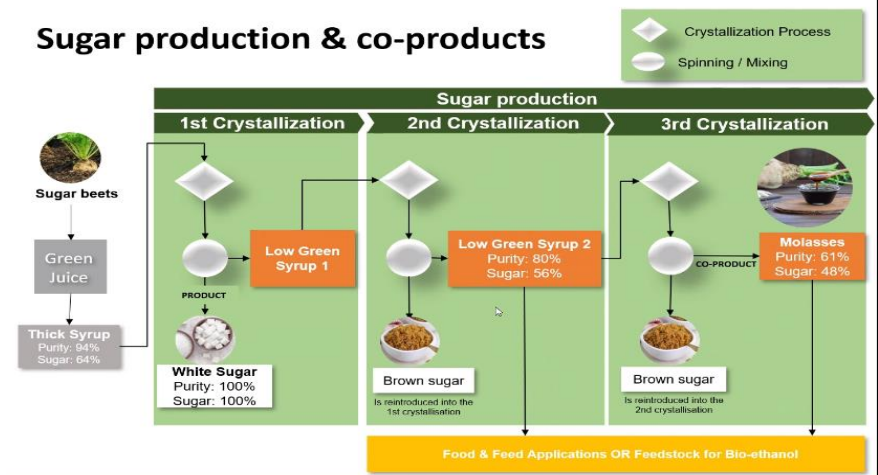 Sugar production & co-products
Crystallization Process
Spinning / Mixing
Sugar production
1st Crystallization
2nd Crystallization
3rd Crystallization
Sugar beets
Green
Juice
Thick Syrup
Purity: 94%
Sugar: 64%
Low Green
Syrup 1
PRODUCT
White Sugar
Purity: 100%
Sugar: 100%
Low Green Syrup 2
Purity: 80%
Sugar: 56%
Brown sugar
Is reintroduced into the
1st crystallisation
CO-PRODUCT
Molasses
Purity: 61%
Sugar: 48%
Brown sugar
Is reintroduced into the
2nd crystallisation
Food & Feed Applications OR Feedstock for Bio-ethanol